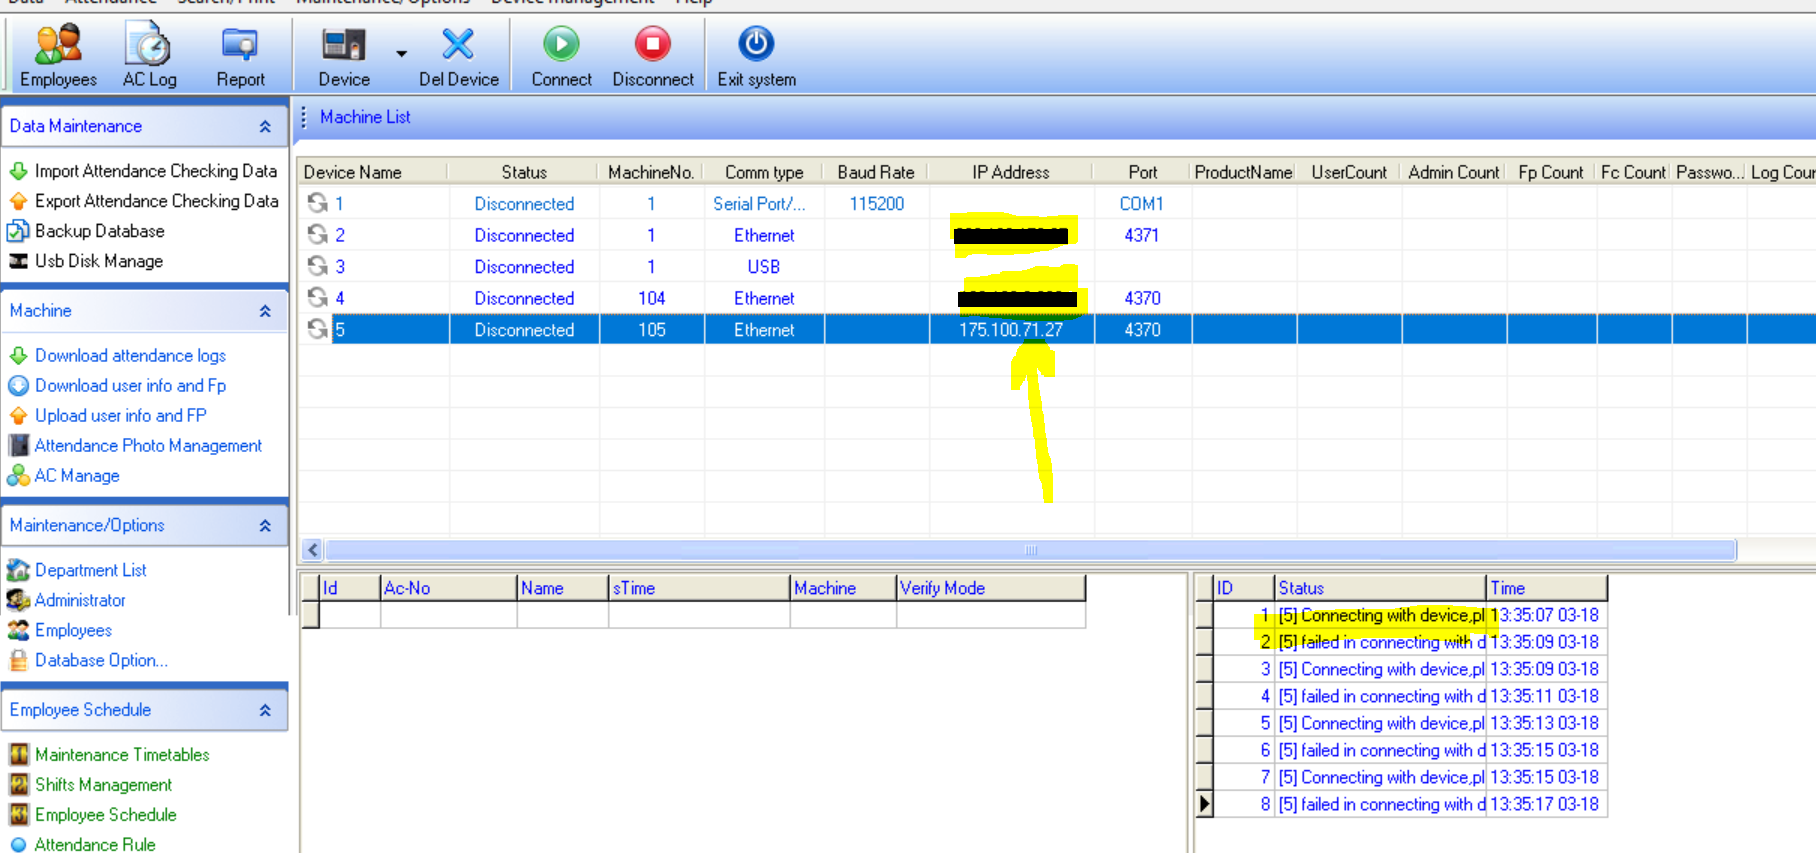 Data Attendance Search/Print Maintenance/Options Device management Help
Employees AC Log Report Device Del Device Connect Disconnect Exit system
Data Maintenance
Import Attendance Checking Data
Export Attendance Checking Data
Backup Database
Usb Disk Manage
Machine
Download attendance logs
Download user info and Fp
Upload user info and FP
Attendance Photo Management
AC Manage
Maintenance/Options
Department List
Administrator
Employees
Database Option...
Employee Schedule
Maintenance Timetables
Shifts Management
Employee Schedule
Attendance Rule
Machine List
Device Name Status MachineNo. Comm type Baud Rate IP Address Port ProductName UserCount Admin Count Fp Count Fc Count Passwo... Log Coun
1 Disconnected 1 Serial Port/... 115200 COM1
2 Disconnected 1 Ethernet 4371
3 Disconnected 1 USB
4 Disconnected 104 Ethernet 4370
5 Disconnected 105 Ethernet 175.100.71.27 4370
Id Ac-No Name sTime Machine Verify Mode
ID Status Time
1 [5] Connecting with device,pl 13:35:07 03-18
2 [5] failed in connecting with d 13:35:09 03-18
3 [5] Connecting with device,pl 13:35:09 03-18
4 [5] failed in connecting with d 13:35:11 03-18
5 [5] Connecting with device,pl 13:35:13 03-18
6 [5] failed in connecting with d 13:35:15 03-18
7 [5] Connecting with device,pl 13:35:15 03-18
8 [5] failed in connecting with d 13:35:17 03-18